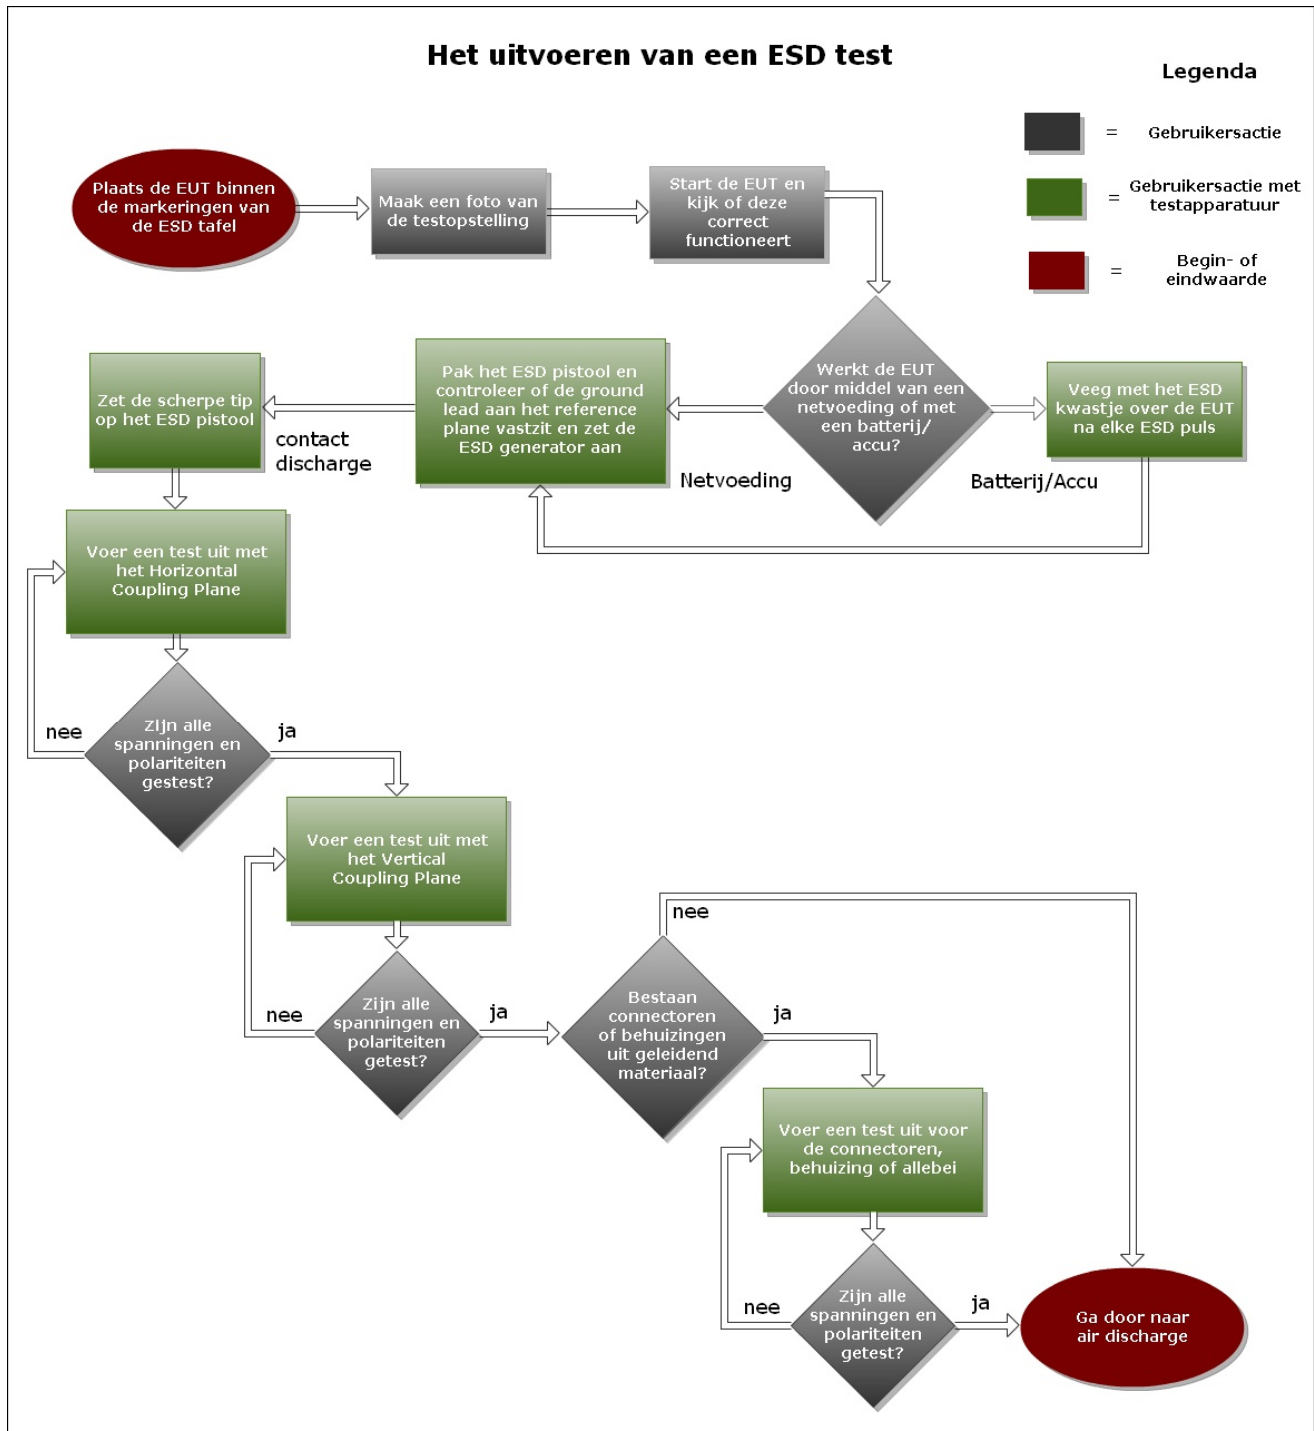 Het uitvoeren van een ESD test
Legenda
=
Gebruikersactie
=
Gebruikersactie met
testapparatuur
=
Begin- of
eindwaarde
Plaats de EUT binnen
de markeringen van
de ESD tafel
Maak een foto van
de testopstelling
Start de EUT en
kijk of deze
correct
functioneert
Werkt de EUT
door middel van een
netvoeding of met
een batterij/
accu?
Netvoeding
Batterij/Accu
Veeg met het ESD
kwastje over de EUT
na elke ESD puls
Pak het ESD pistool en
controleer of de ground
lead aan het reference
plane vastzit en zet de
ESD generator aan
contact
discharge
Zet de scherpe tip
op het ESD pistool
Voer een test uit met
het Horizontal
Coupling Plane
Zijn alle
spanningen en
polariteiten
gestest?
nee
ja
Voer een test uit met
het Vertical
Coupling Plane
Zijn alle
spanningen en
polariteiten
getest?
nee
ja
Bestaan
connectoren
of behuizingen
uit geleidend
materiaal?
nee
ja
Voer een test uit voor
de connectoren,
behuizing of allebei
Zijn alle
spanningen en
polariteiten
getest?
nee
ja
Ga door naar
air discharge